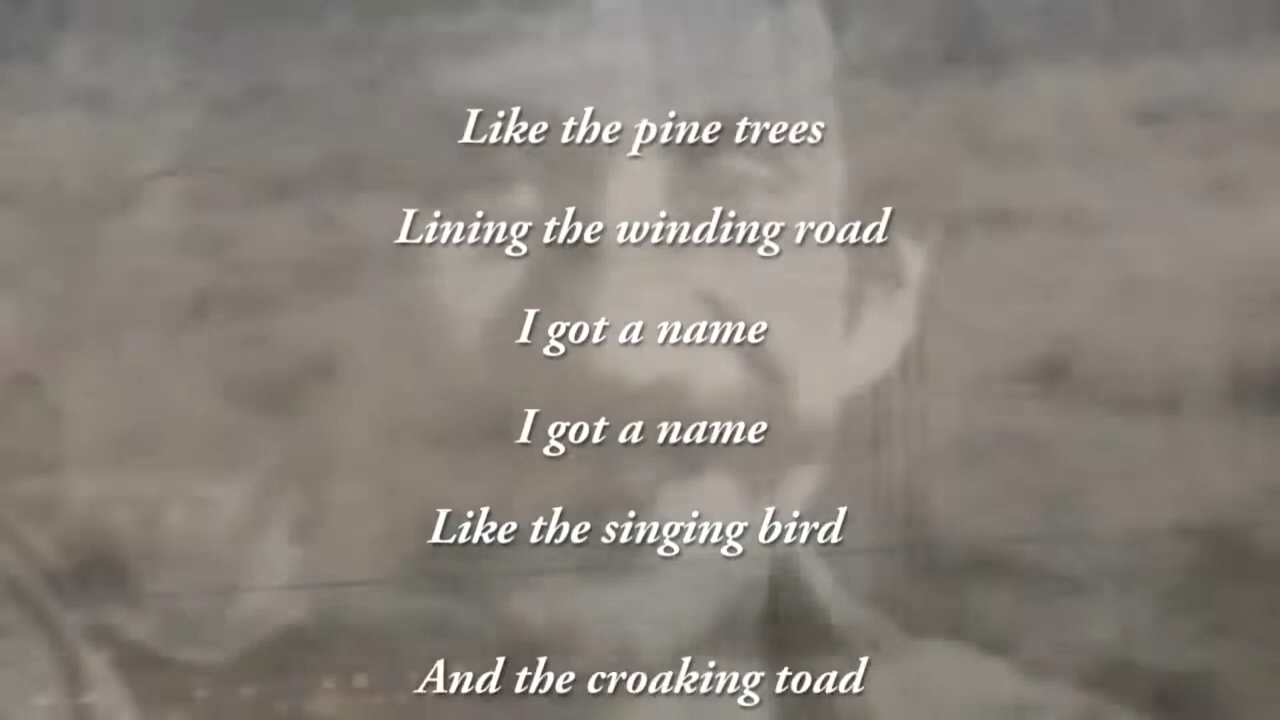 Like the pine trees
Lining the winding road
I got a name
I got a name
Like the singing bird
And the croaking toad